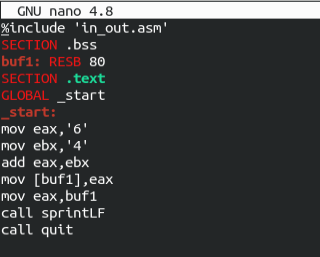 GNU nano 4.8
%include 'in_out.asm'
SECTION .bss
buf1: RESB 80
SECTION .text
GLOBAL _start
_start:
mov eax,'6'
mov ebx,'4'
add eax,ebx
mov [buf1],eax
mov eax,buf1
call sprintLF
call quit